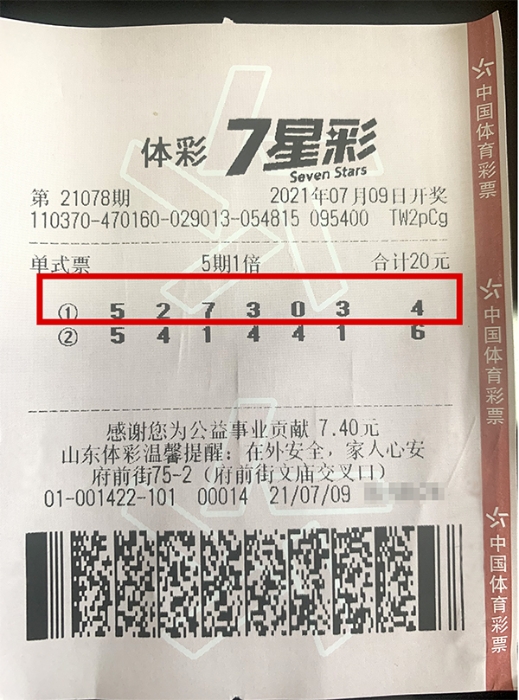 体彩 7星彩
Seven Stars
第 21078期 2021年07月09日开奖
110370-470160-029013-054815 095400 TW2pCg
单式票 5期1倍 合计20元
① 5 2 7 3 0 3 4
② 5 4 1 4 4 1 6
感谢您为公益事业贡献 7.40元
山东体彩温馨提醒：在外安全，家人心安
府前街75-2（府前街文庙交叉口）
01-001422-101 00014 21/07/09
中国体育彩票
中国体育彩票
中国体育彩票